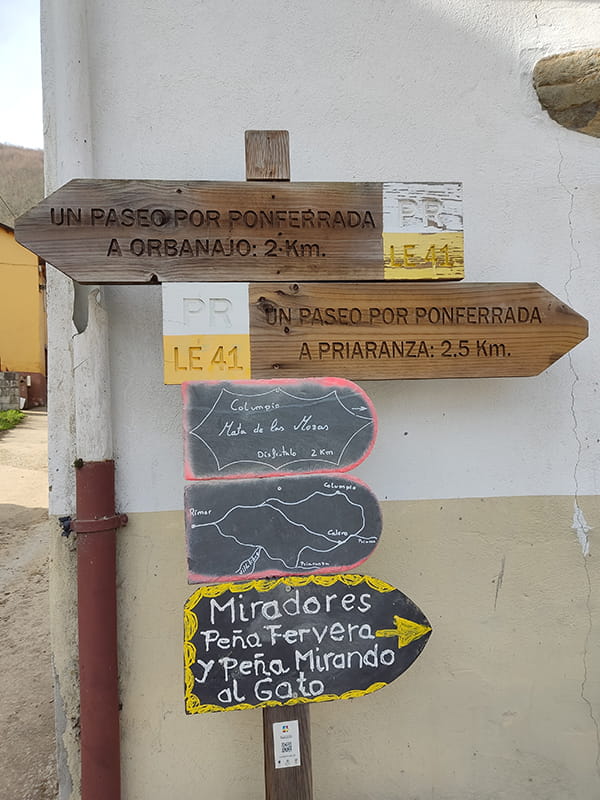 UN PASEO POR PONFERRADA
A ORBANAJO: 2 Km.
PR
LE 41
PR
LE 41
UN PASEO POR PONFERRADA
A PRIARANZA: 2.5 Km.
Columpio
Mata de las Mozas
Disfrútalo 2 Km
Columpio
Rimor
Calero
Priaranza
Miradores
Peña Fervera
y Peña Mirando
al Gato